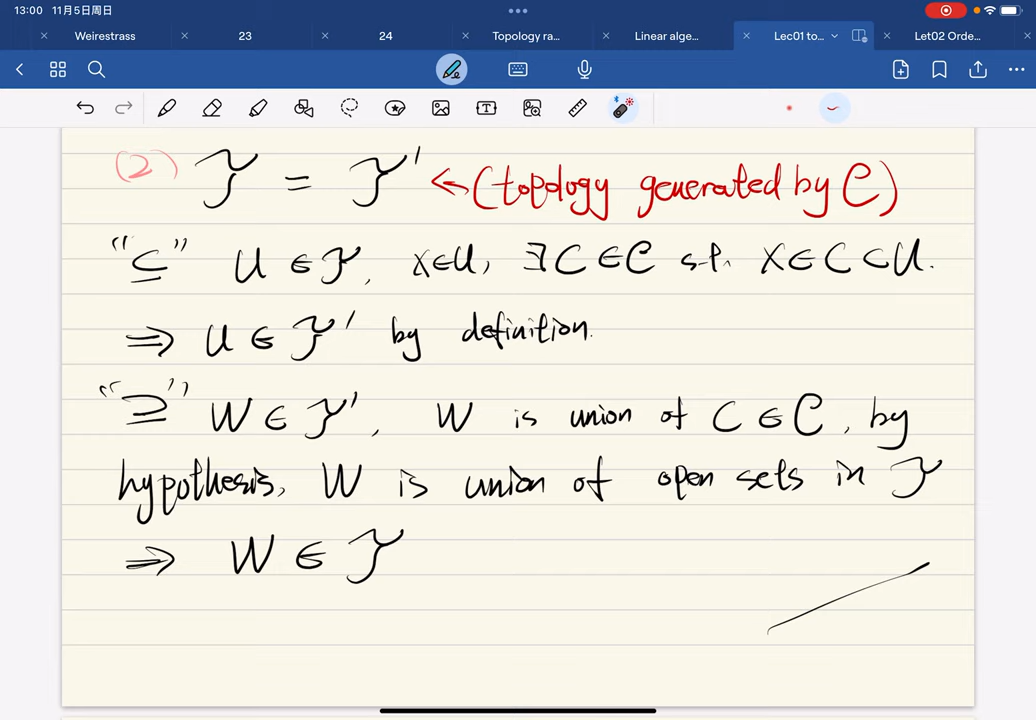 13:00 11月5日周日
Weirestrass 23 24 Topology ra... Linear alge... Lec01 to... Let02 Orde...
(2) 𝒯 = 𝒯' ← (topology generated by 𝒞)
"⊆" U ∈ 𝒯, x∈U, ∃C ∈ 𝒞 s.t. x ∈ C ⊂ U.
⇒ U ∈ 𝒯' by definition.
"⊇" W ∈ 𝒯', W is union of C ∈ 𝒞, by
hypothesis, W is union of open sets in 𝒯
⇒ W ∈ 𝒯